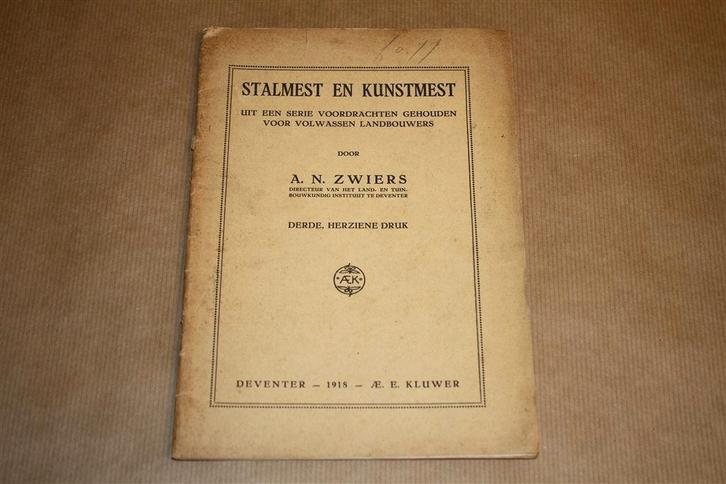 STALMEST EN KUNSTMEST
UIT EEN SERIE VOORDRACHTEN GEHOUDEN
VOOR VOLWASSEN LANDBOUWERS
DOOR
A. N. ZWIERS
DIRECTEUR VAN HET LAND- EN TUIN-
BOUWKUNDIG INSTITUUT TE DEVENTER
DERDE, HERZIENE DRUK
ÆK
DEVENTER — 1918 — Æ. E. KLUWER